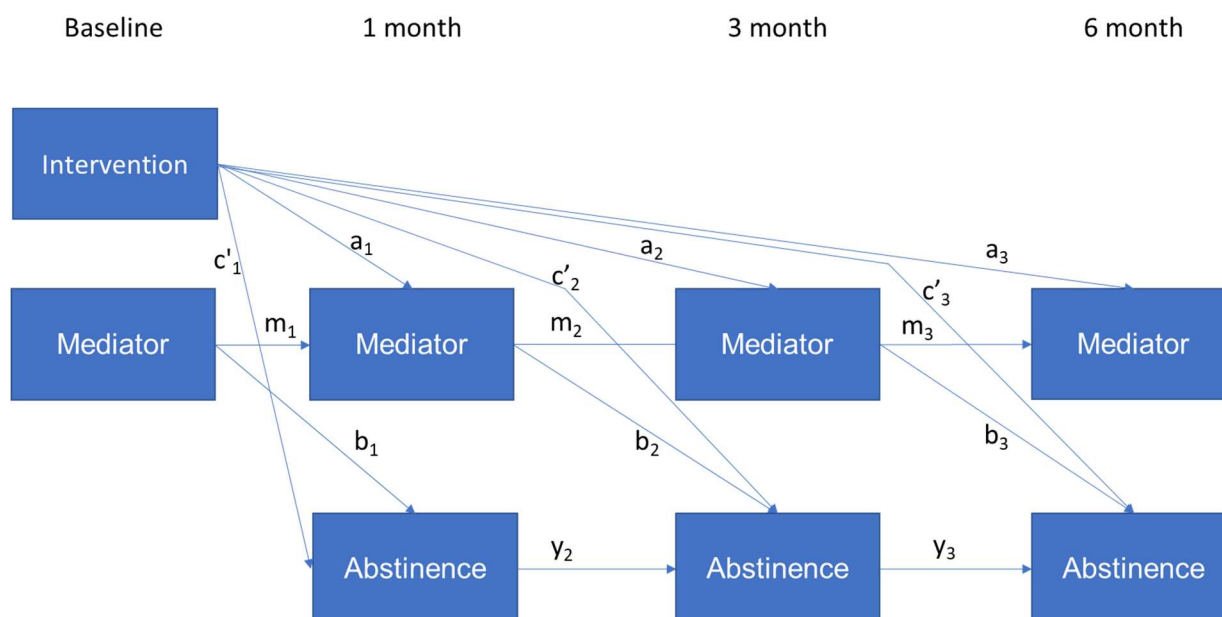 Baseline 1 month 3 month 6 month
Intervention
c'₁ a₁ c’₂ a₂ c’₃ a₃
Mediator m₁ Mediator m₂ Mediator m₃ Mediator
b₁ b₂ b₃
Abstinence y₂ Abstinence y₃ Abstinence